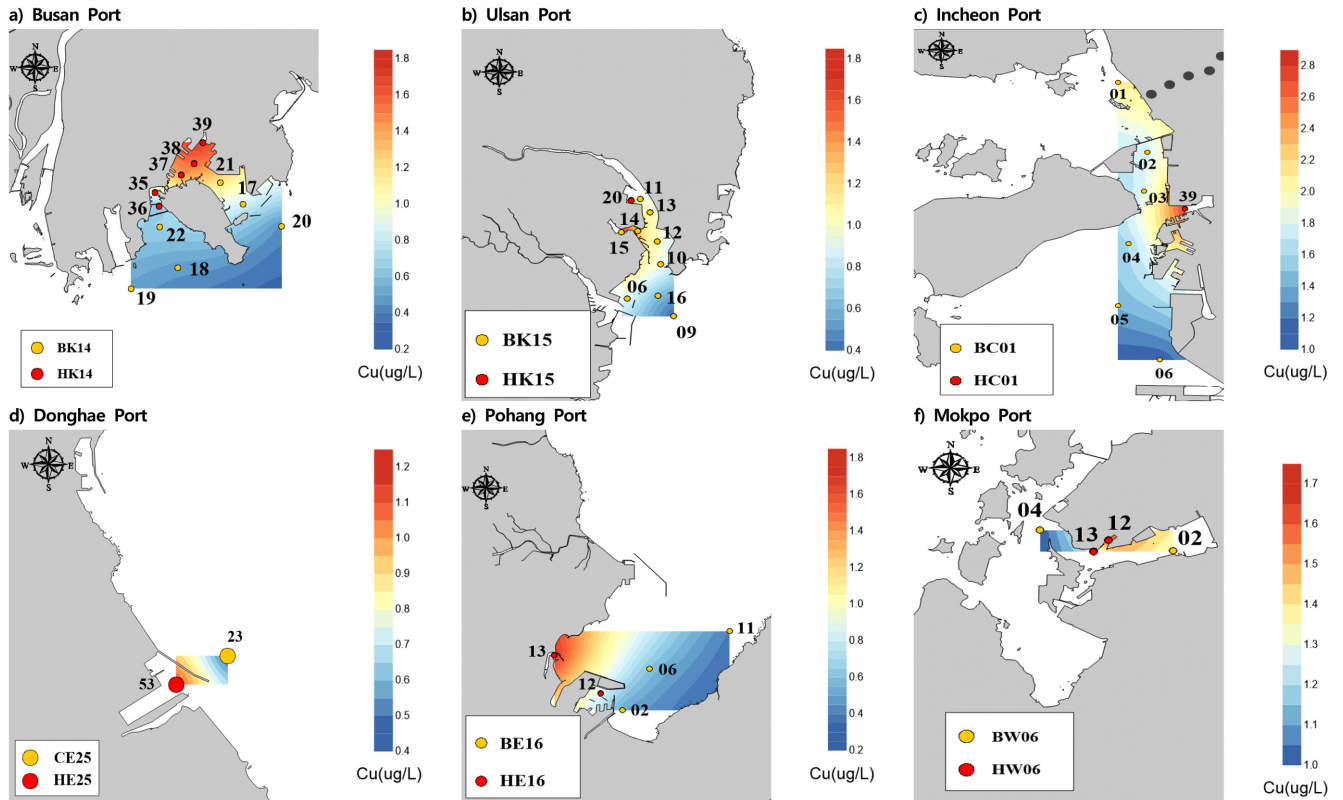 a) Busan Port
N
W E
S
39
38
37
21
35
17
36
20
22
18
19
BK14
HK14
1.8
1.6
1.4
1.2
1.0
0.8
0.6
0.4
0.2
Cu(ug/L)
b) Ulsan Port
N
W E
S
11
20
13
14
15
12
10
06
16
09
BK15
HK15
1.8
1.6
1.4
1.2
1.0
0.8
0.6
0.4
Cu(ug/L)
c) Incheon Port
N
W E
S
01
02
03
39
04
05
06
BC01
HC01
2.8
2.6
2.4
2.2
2.0
1.8
1.6
1.4
1.2
1.0
Cu(ug/L)
d) Donghae Port
N
W E
S
23
53
CE25
HE25
1.2
1.1
1.0
0.9
0.8
0.7
0.6
0.5
0.4
Cu(ug/L)
e) Pohang Port
N
W E
S
11
13
06
12
02
BE16
HE16
1.8
1.6
1.4
1.2
1.0
0.8
0.6
0.4
0.2
Cu(ug/L)
f) Mokpo Port
N
W E
S
04
12
13
02
BW06
HW06
1.7
1.6
1.5
1.4
1.3
1.2
1.1
1.0
Cu(ug/L)